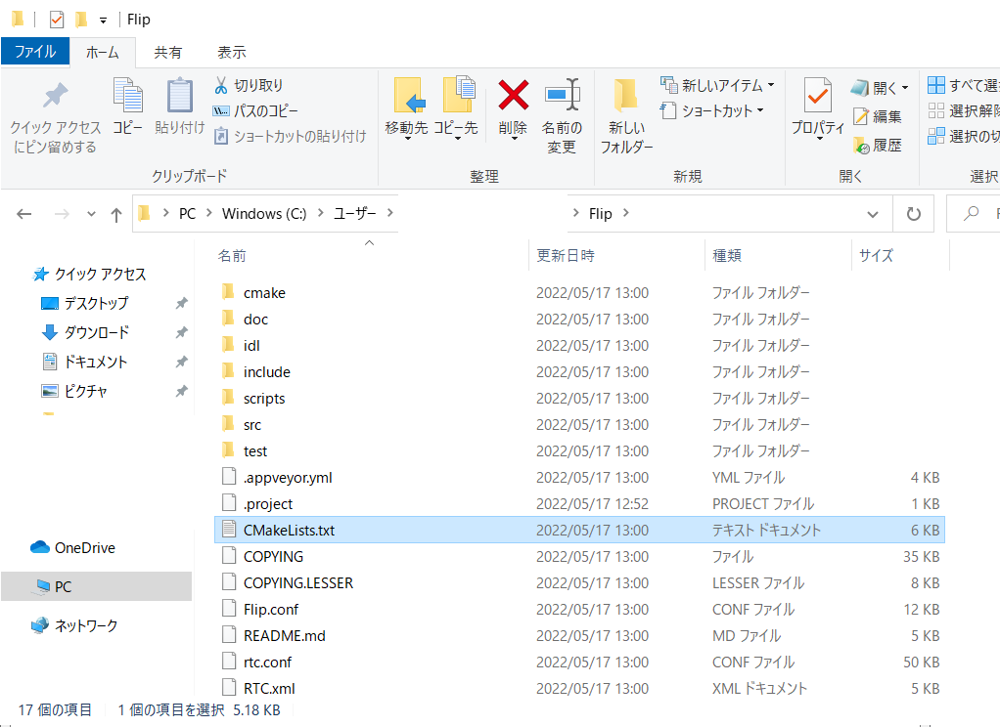 Flip
ファイル ホーム 共有 表示
クイック アクセス
にピン留めする
コピー
貼り付け
切り取り
パスのコピー
ショートカットの貼り付け
クリップボード
移動先
コピー先
削除
名前の
変更
整理
新しい
フォルダー
新しいアイテム
ショートカット
新規
プロパティ
開く
編集
履歴
開く
すべて選
選択解除
選択の切
選択
PC Windows (C:) ユーザー Flip
クイック アクセス
デスクトップ
ダウンロード
ドキュメント
ピクチャ
OneDrive
PC
ネットワーク
名前 更新日時 種類 サイズ
cmake 2022/05/17 13:00 ファイル フォルダー
doc 2022/05/17 13:00 ファイル フォルダー
idl 2022/05/17 13:00 ファイル フォルダー
include 2022/05/17 13:00 ファイル フォルダー
scripts 2022/05/17 13:00 ファイル フォルダー
src 2022/05/17 13:00 ファイル フォルダー
test 2022/05/17 13:00 ファイル フォルダー
.appveyor.yml 2022/05/17 13:00 YML ファイル 4 KB
.project 2022/05/17 12:52 PROJECT ファイル 1 KB
CMakeLists.txt 2022/05/17 13:00 テキスト ドキュメント 6 KB
COPYING 2022/05/17 13:00 ファイル 35 KB
COPYING.LESSER 2022/05/17 13:00 LESSER ファイル 8 KB
Flip.conf 2022/05/17 13:00 CONF ファイル 12 KB
README.md 2022/05/17 13:00 MD ファイル 5 KB
rtc.conf 2022/05/17 13:00 CONF ファイル 50 KB
RTC.xml 2022/05/17 13:00 XML ドキュメント 5 KB
17 個の項目 1 個の項目を選択 5.18 KB